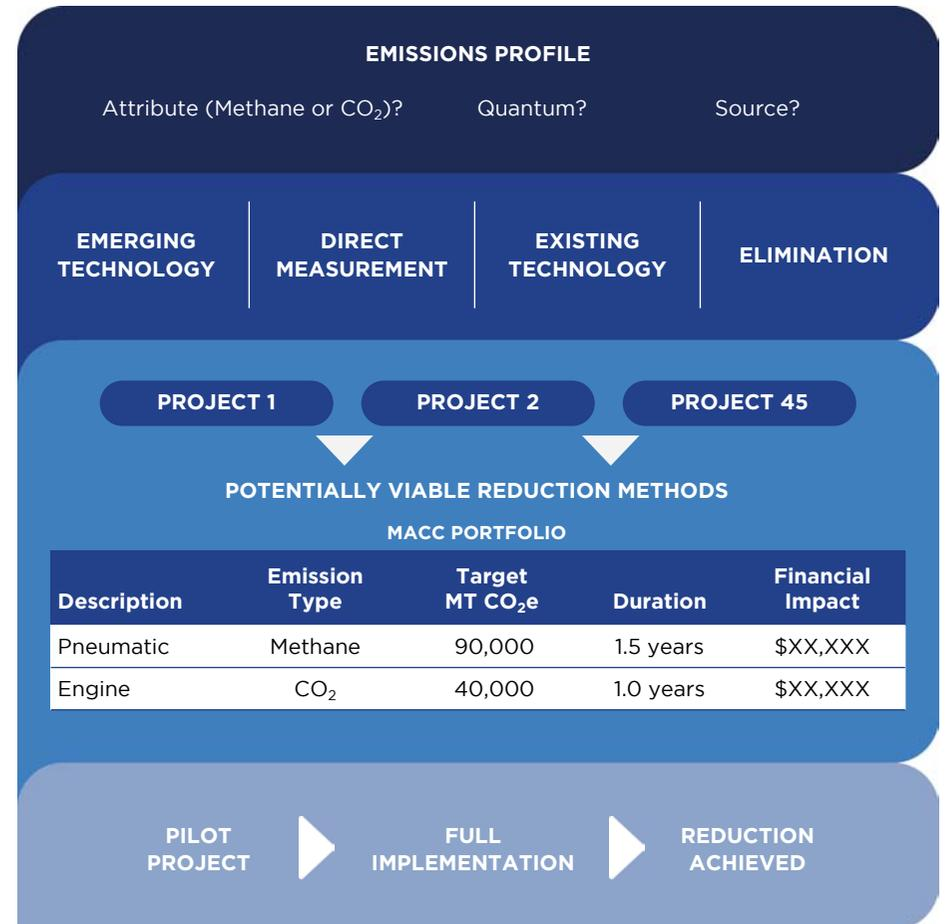 EMISSIONS PROFILE
Attribute (Methane or CO₂)? Quantum? Source?
EMERGING TECHNOLOGY
DIRECT MEASUREMENT
EXISTING TECHNOLOGY
ELIMINATION
PROJECT 1 PROJECT 2 PROJECT 45
POTENTIALLY VIABLE REDUCTION METHODS
MACC PORTFOLIO
Description Emission Type Target MT CO₂e Duration Financial Impact
Pneumatic Methane 90,000 1.5 years $XX,XXX
Engine CO₂ 40,000 1.0 years $XX,XXX
PILOT PROJECT
FULL IMPLEMENTATION
REDUCTION ACHIEVED